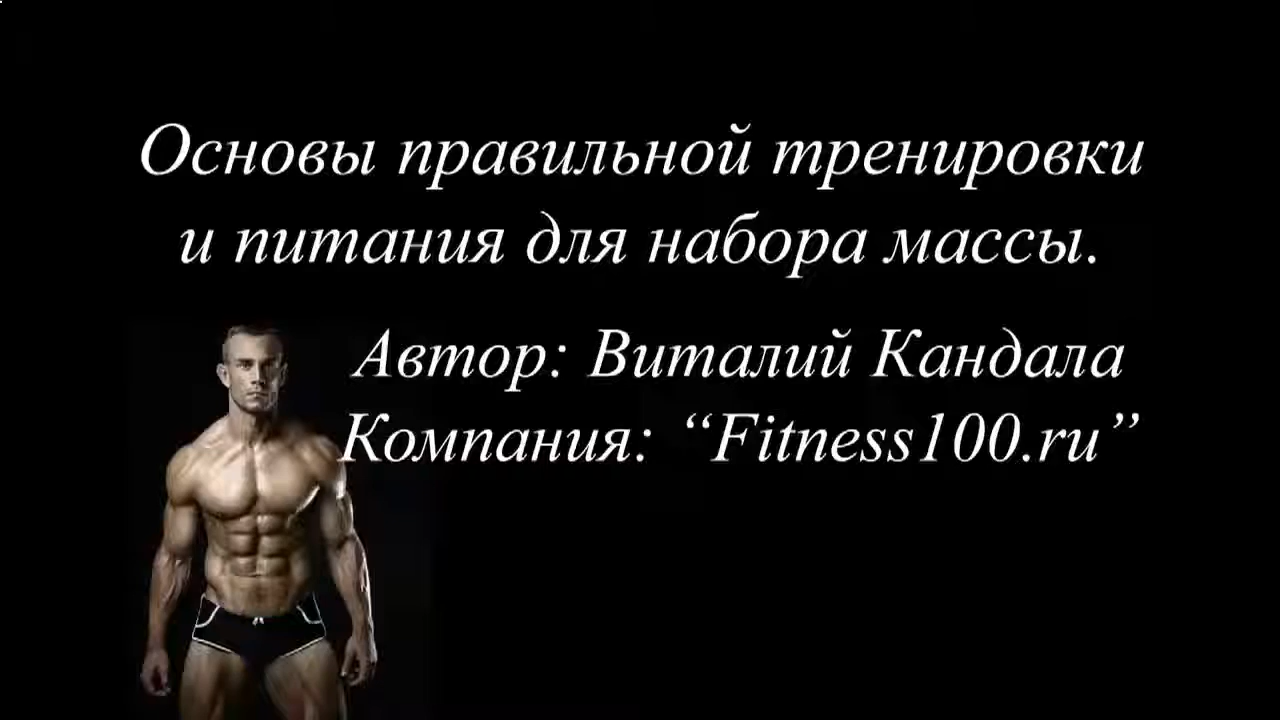 Основы правильной тренировки
и питания для набора массы.
Автор: Виталий Кандала
Компания: “Fitness100.ru”